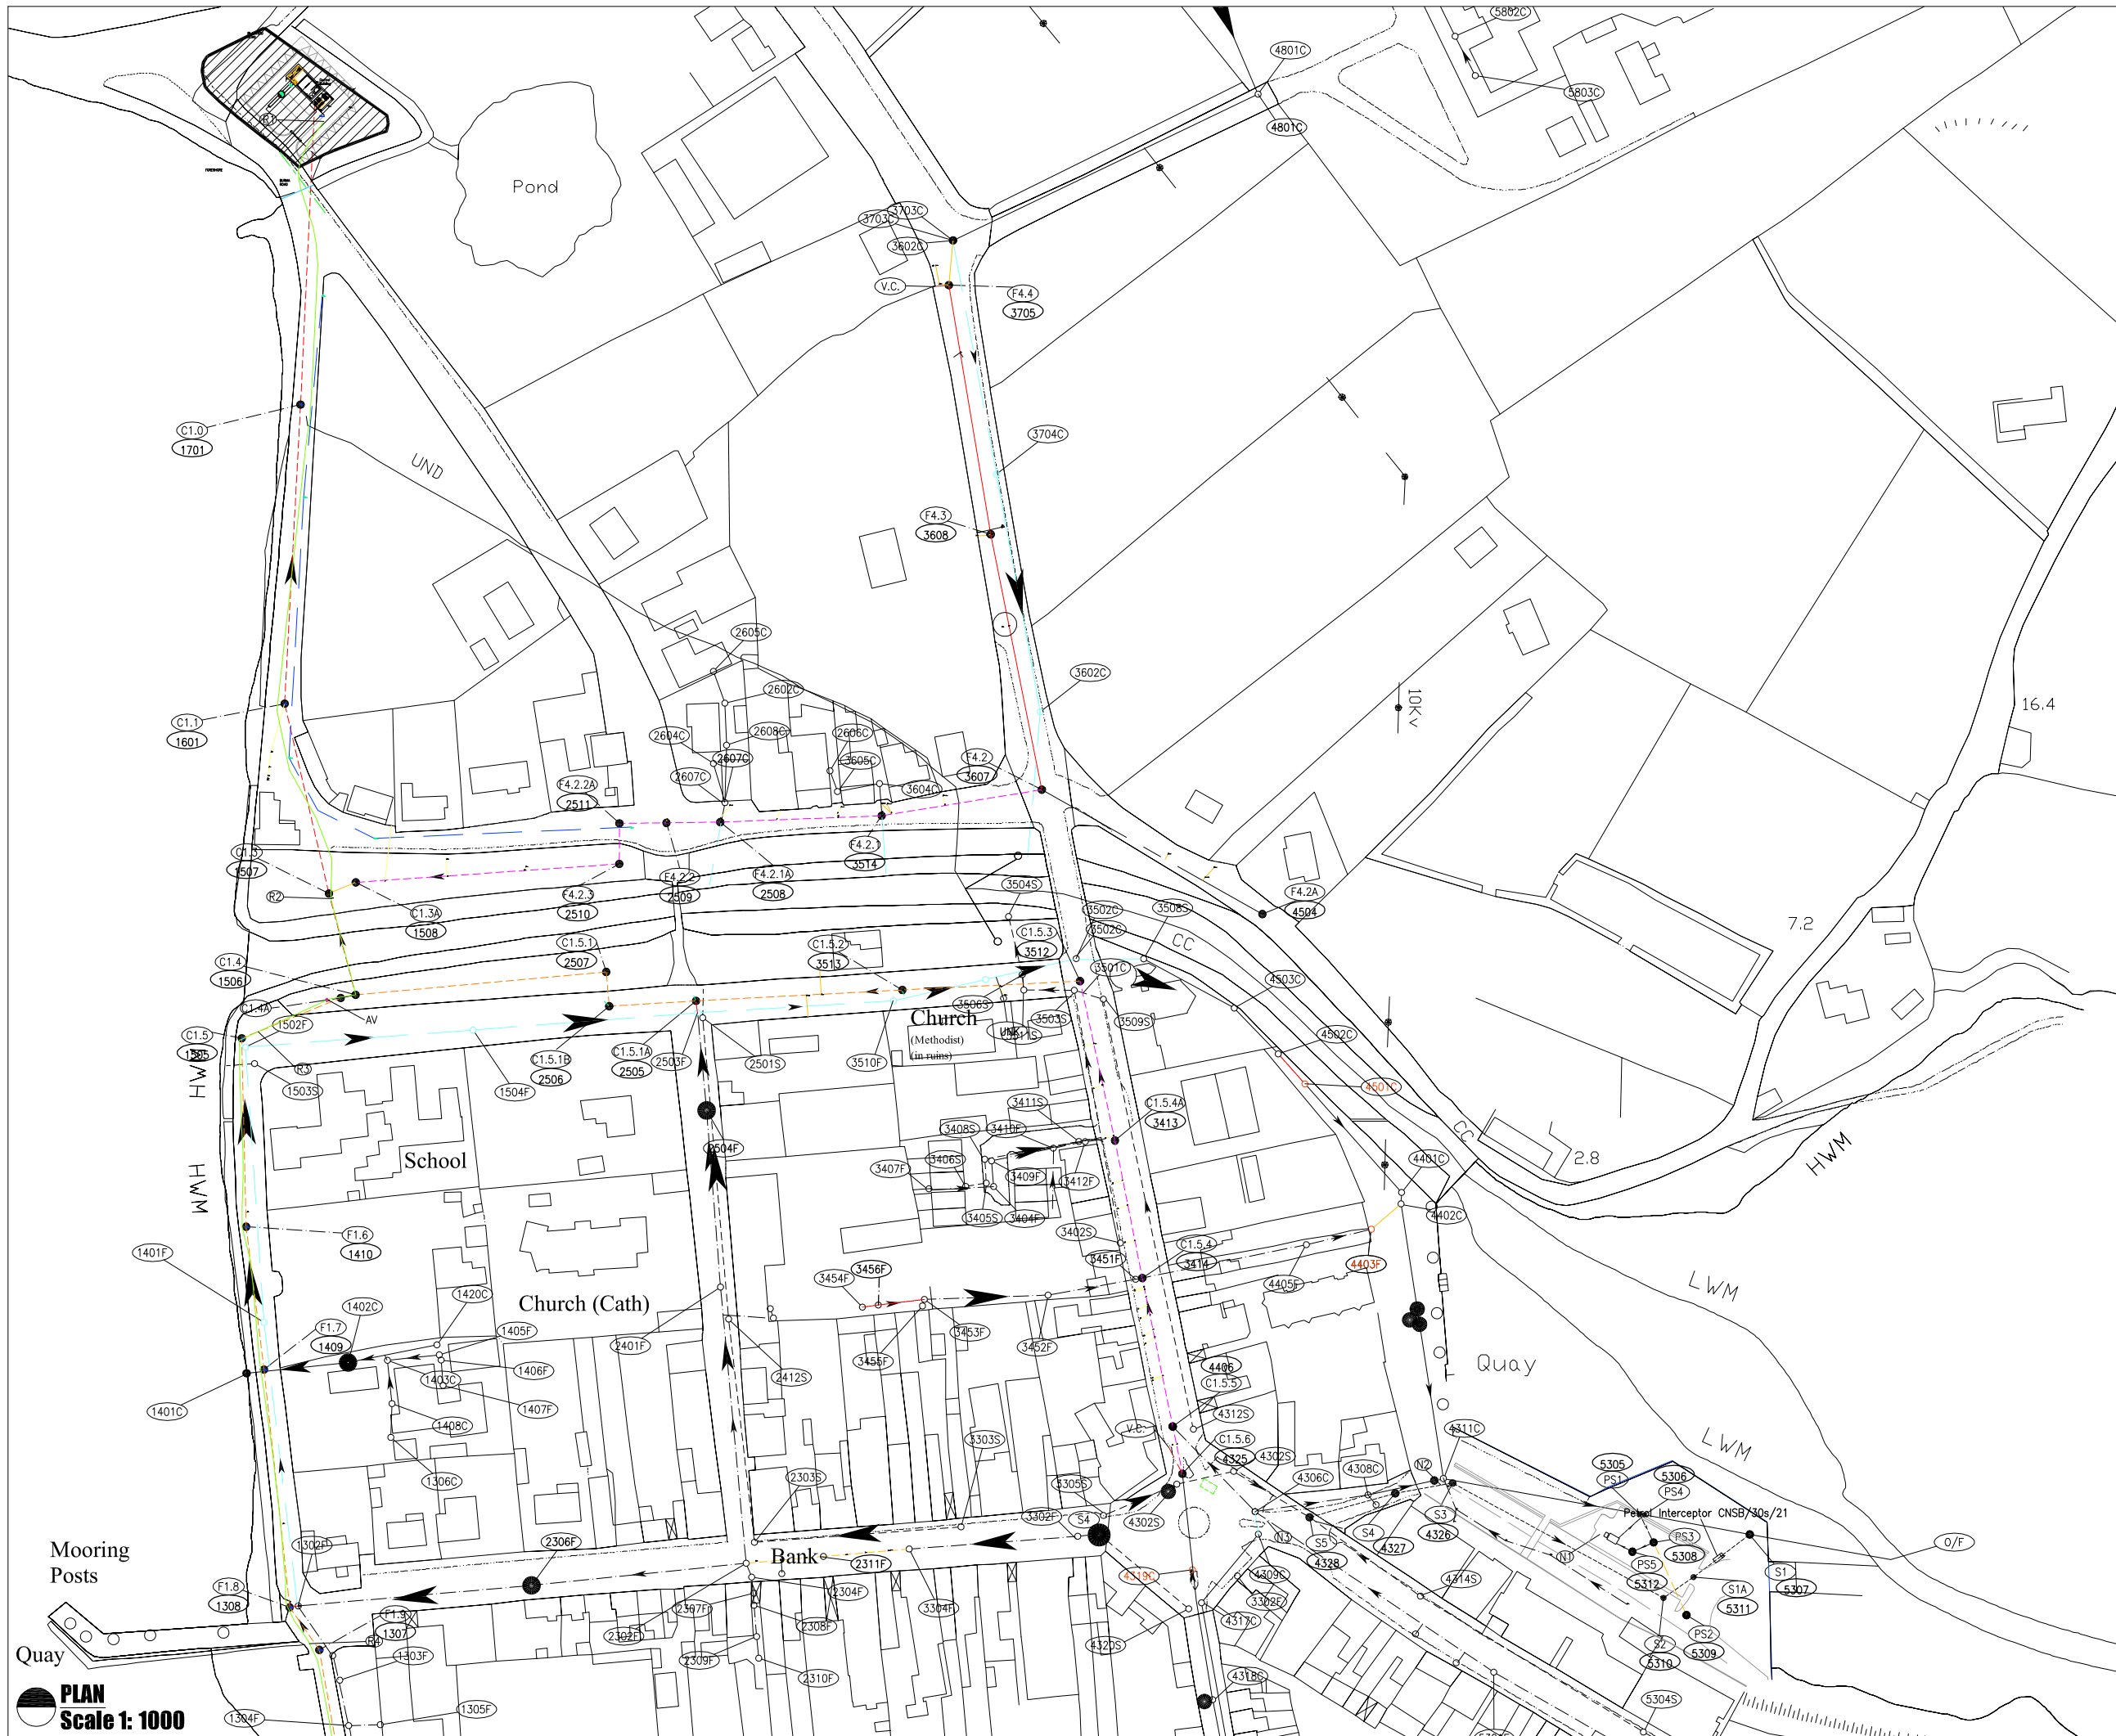 5802C
4801C
5803C
4801C
R1
Pond
3703C
3703C
3602C
V.C.
F4.4
3705
C1.0
1701
3704C
UND
F4.3
3608
2605C
3602C
10Kv
16.4
2602C
C1.1
1601
2604C
2608C
2606C
2607C
3605C
F4.2
3607
2607C
F4.2.2A
2511
3604C
C1.3
1507
F4.2.1
3514
R2
F4.2.2
2509
F4.2.1A
2508
F4.2.3
2510
C1.3A
1508
3504S
F4.2A
4504
7.2
3502C
3508S
3502C
C1.5.1
2507
C1.5.2
3513
C1.5.3
3512
CC
C1.4
1506
3501C
C1.4A
1502F
AV
3506S
4503C
Church
(Methodist)
(in ruins)
UNK
3511S
3503S
3509S
C1.5
1505
HWM
R3
1503S
1504F
C1.5.1B
2506
C1.5.1A
2505
2503F
2501S
3510F
4502C
4501C
3411S
C1.5.4A
3413
3410F
3408S
2504F
CC
HWM
2.8
School
3407F
3406S
3409F
3412F
4401C
HWM
3405S
3404F
4402C
F1.6
1410
3402S
3451F
C1.5.4
3414
1401F
4403F
4405F
LWM
3454F
3456F
1402C
1420C
Church (Cath)
F1.7
1409
1405F
1403C
1406F
2401F
2412S
3455F
3453F
3452F
4406
C1.5.5
Quay
1401C
1407F
1408C
1306C
V.C.
4312S
3303S
C1.5.6
4325
4311C
LWM
2303S
3305S
4302S
4306C
4308C
N2
5305
PS1
5306
PS4
3302F
S4
4302S
Petrol Interceptor CNSB/30s/21
S3
4326
S4
4327
S5
4328
N3
PS3
5308
O/F
Mooring
Posts
1302F
2306F
Bank
2311F
N1
PS5
5312
S1
5307
F1.8
1308
4319C
4309C
3302F
4314S
S1A
5311
2304F
2307F
2308F
3304F
F1.9
1307
R4
2302F
4320S
4317C
PS2
5309
S2
5310
Quay
1303F
2309F
2310F
4318C
PLAN
Scale 1: 1000
1304F
1305F
5304S